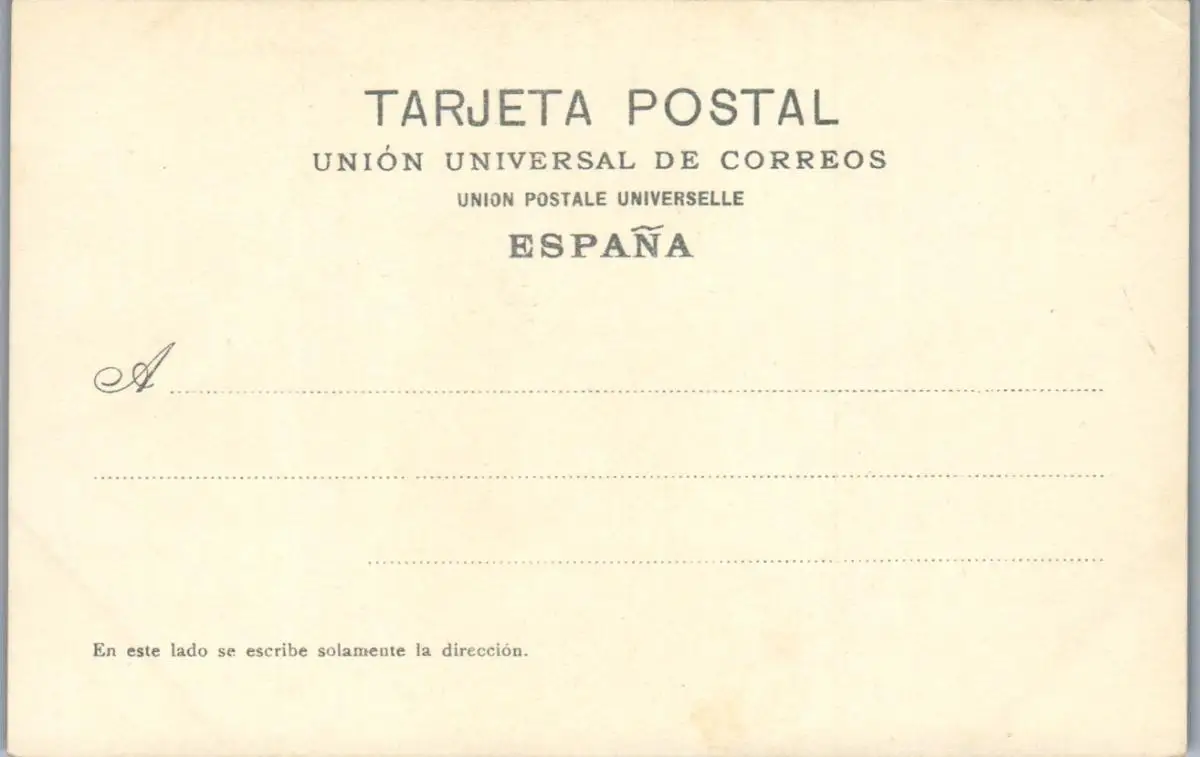 TARJETA POSTAL
UNIÓN UNIVERSAL DE CORREOS
UNION POSTALE UNIVERSELLE
ESPAÑA
A
En este lado se escribe solamente la dirección.